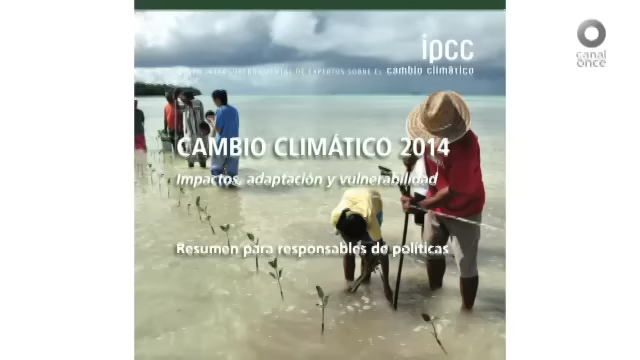 ipcc
GRUPO INTERGUBERNAMENTAL DE EXPERTOS SOBRE EL cambio climático
CAMBIO CLIMÁTICO 2014
Impactos, adaptación y vulnerabilidad
Resumen para responsables de políticas
canal
once